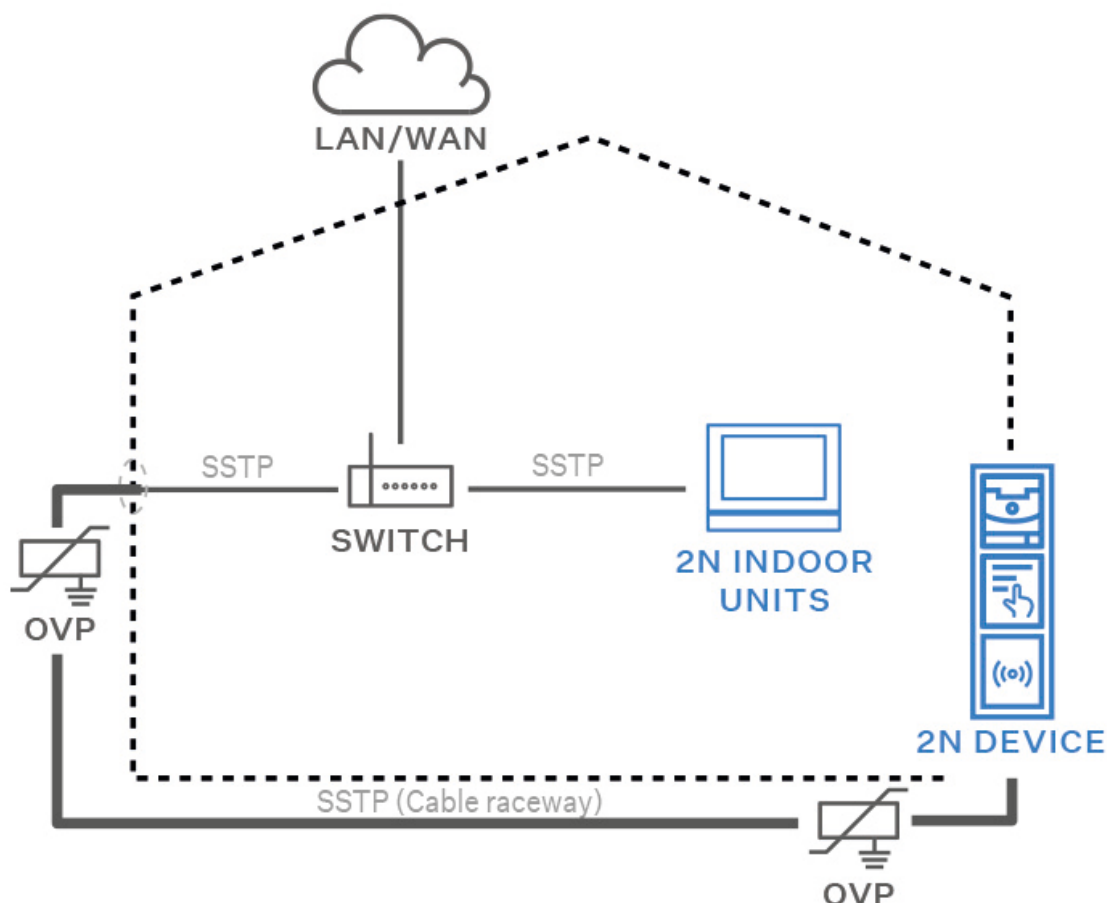 LAN/WAN
SSTP
SSTP
SWITCH
2N INDOOR
UNITS
OVP
2N DEVICE
SSTP (Cable raceway)
OVP